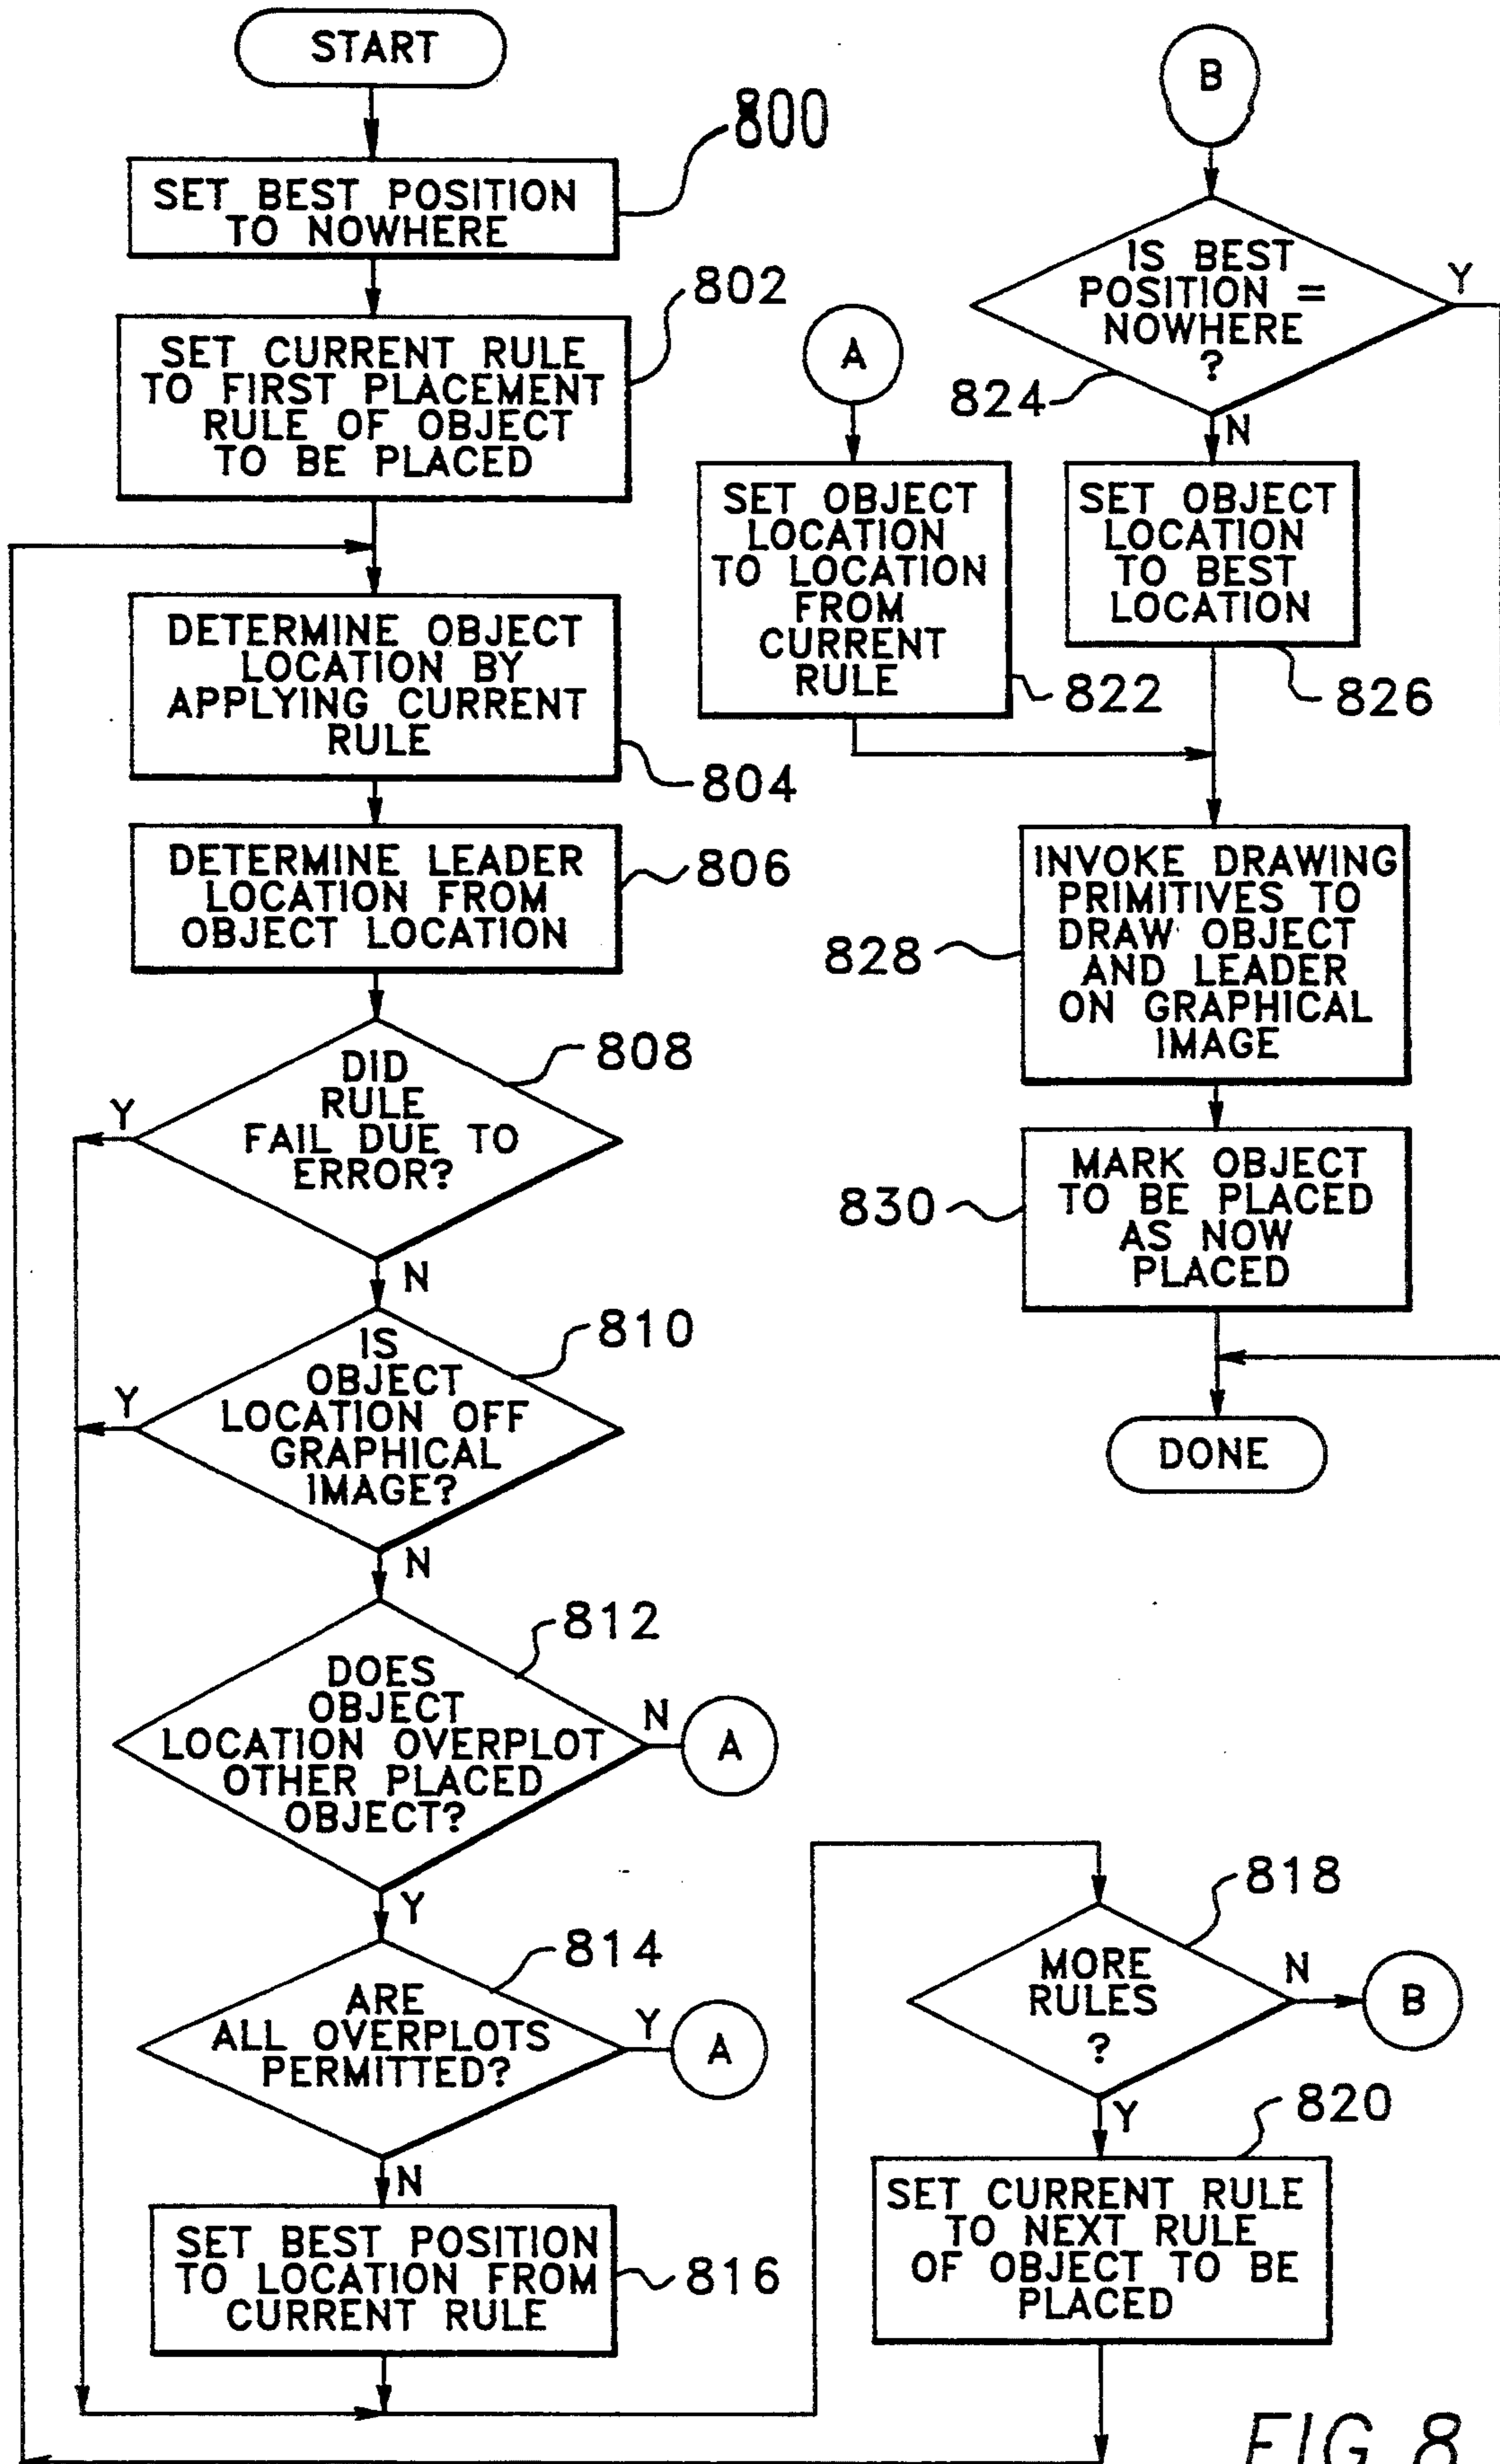 START
800
SET BEST POSITION
TO NOWHERE
802
SET CURRENT RULE
TO FIRST PLACEMENT
RULE OF OBJECT
TO BE PLACED
DETERMINE OBJECT
LOCATION BY
APPLYING CURRENT
RULE
804
DETERMINE LEADER
LOCATION FROM
OBJECT LOCATION
806
808
DID
RULE
FAIL DUE TO
ERROR?
Y
N
810
IS
OBJECT
LOCATION OFF
GRAPHICAL
IMAGE?
Y
N
812
DOES
OBJECT
LOCATION OVERPLOT
OTHER PLACED
OBJECT?
N
A
Y
814
ARE
ALL OVERPLOTS
PERMITTED?
Y
A
N
SET BEST POSITION
TO LOCATION FROM
CURRENT RULE
816
818
MORE
RULES
?
N
B
Y
820
SET CURRENT RULE
TO NEXT RULE
OF OBJECT TO BE
PLACED
A
SET OBJECT
LOCATION
TO LOCATION
FROM
CURRENT
RULE
822
B
IS BEST
POSITION =
NOWHERE
?
Y
824
N
SET OBJECT
LOCATION
TO BEST
LOCATION
826
INVOKE DRAWING
PRIMITIVES TO
DRAW OBJECT
AND LEADER
ON GRAPHICAL
IMAGE
828
MARK OBJECT
TO BE PLACED
AS NOW
PLACED
830
DONE
FIG 8